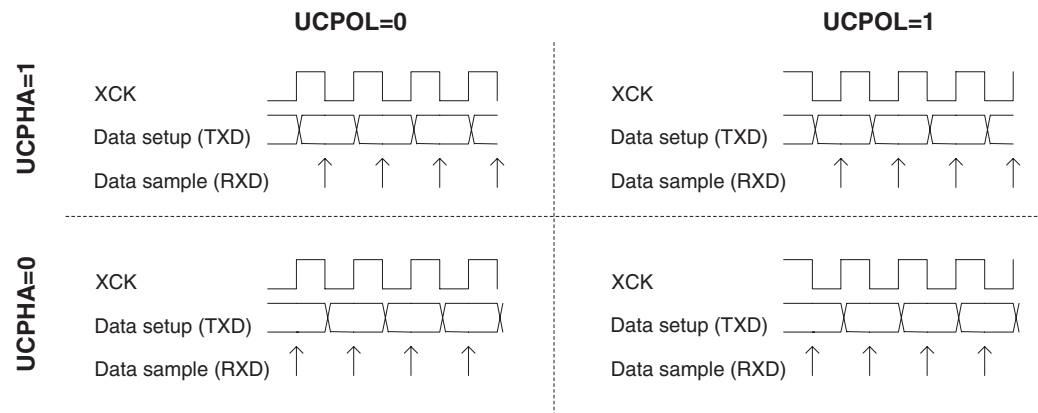 UCPOL=0
UCPOL=1
UCPHA=1
XCK
Data setup (TXD)
Data sample (RXD)
XCK
Data setup (TXD)
Data sample (RXD)
UCPHA=0
XCK
Data setup (TXD)
Data sample (RXD)
XCK
Data setup (TXD)
Data sample (RXD)